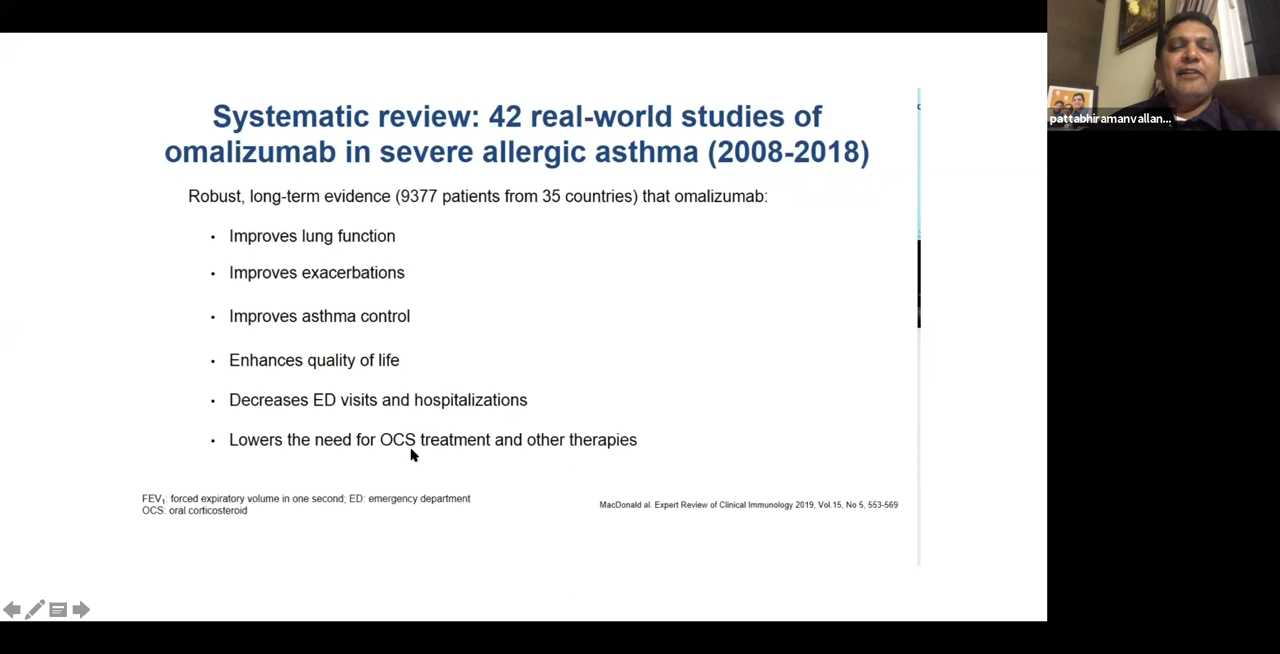 Systematic review: 42 real-world studies of
omalizumab in severe allergic asthma (2008-2018)
Robust, long-term evidence (9377 patients from 35 countries) that omalizumab:
• Improves lung function
• Improves exacerbations
• Improves asthma control
• Enhances quality of life
• Decreases ED visits and hospitalizations
• Lowers the need for OCS treatment and other therapies
FEV₁: forced expiratory volume in one second; ED: emergency department
OCS: oral corticosteroid
MacDonald al. Expert Review of Clinical Immunology 2019, Vol.15, No 5, 553-569
pattabhiramanvallan...